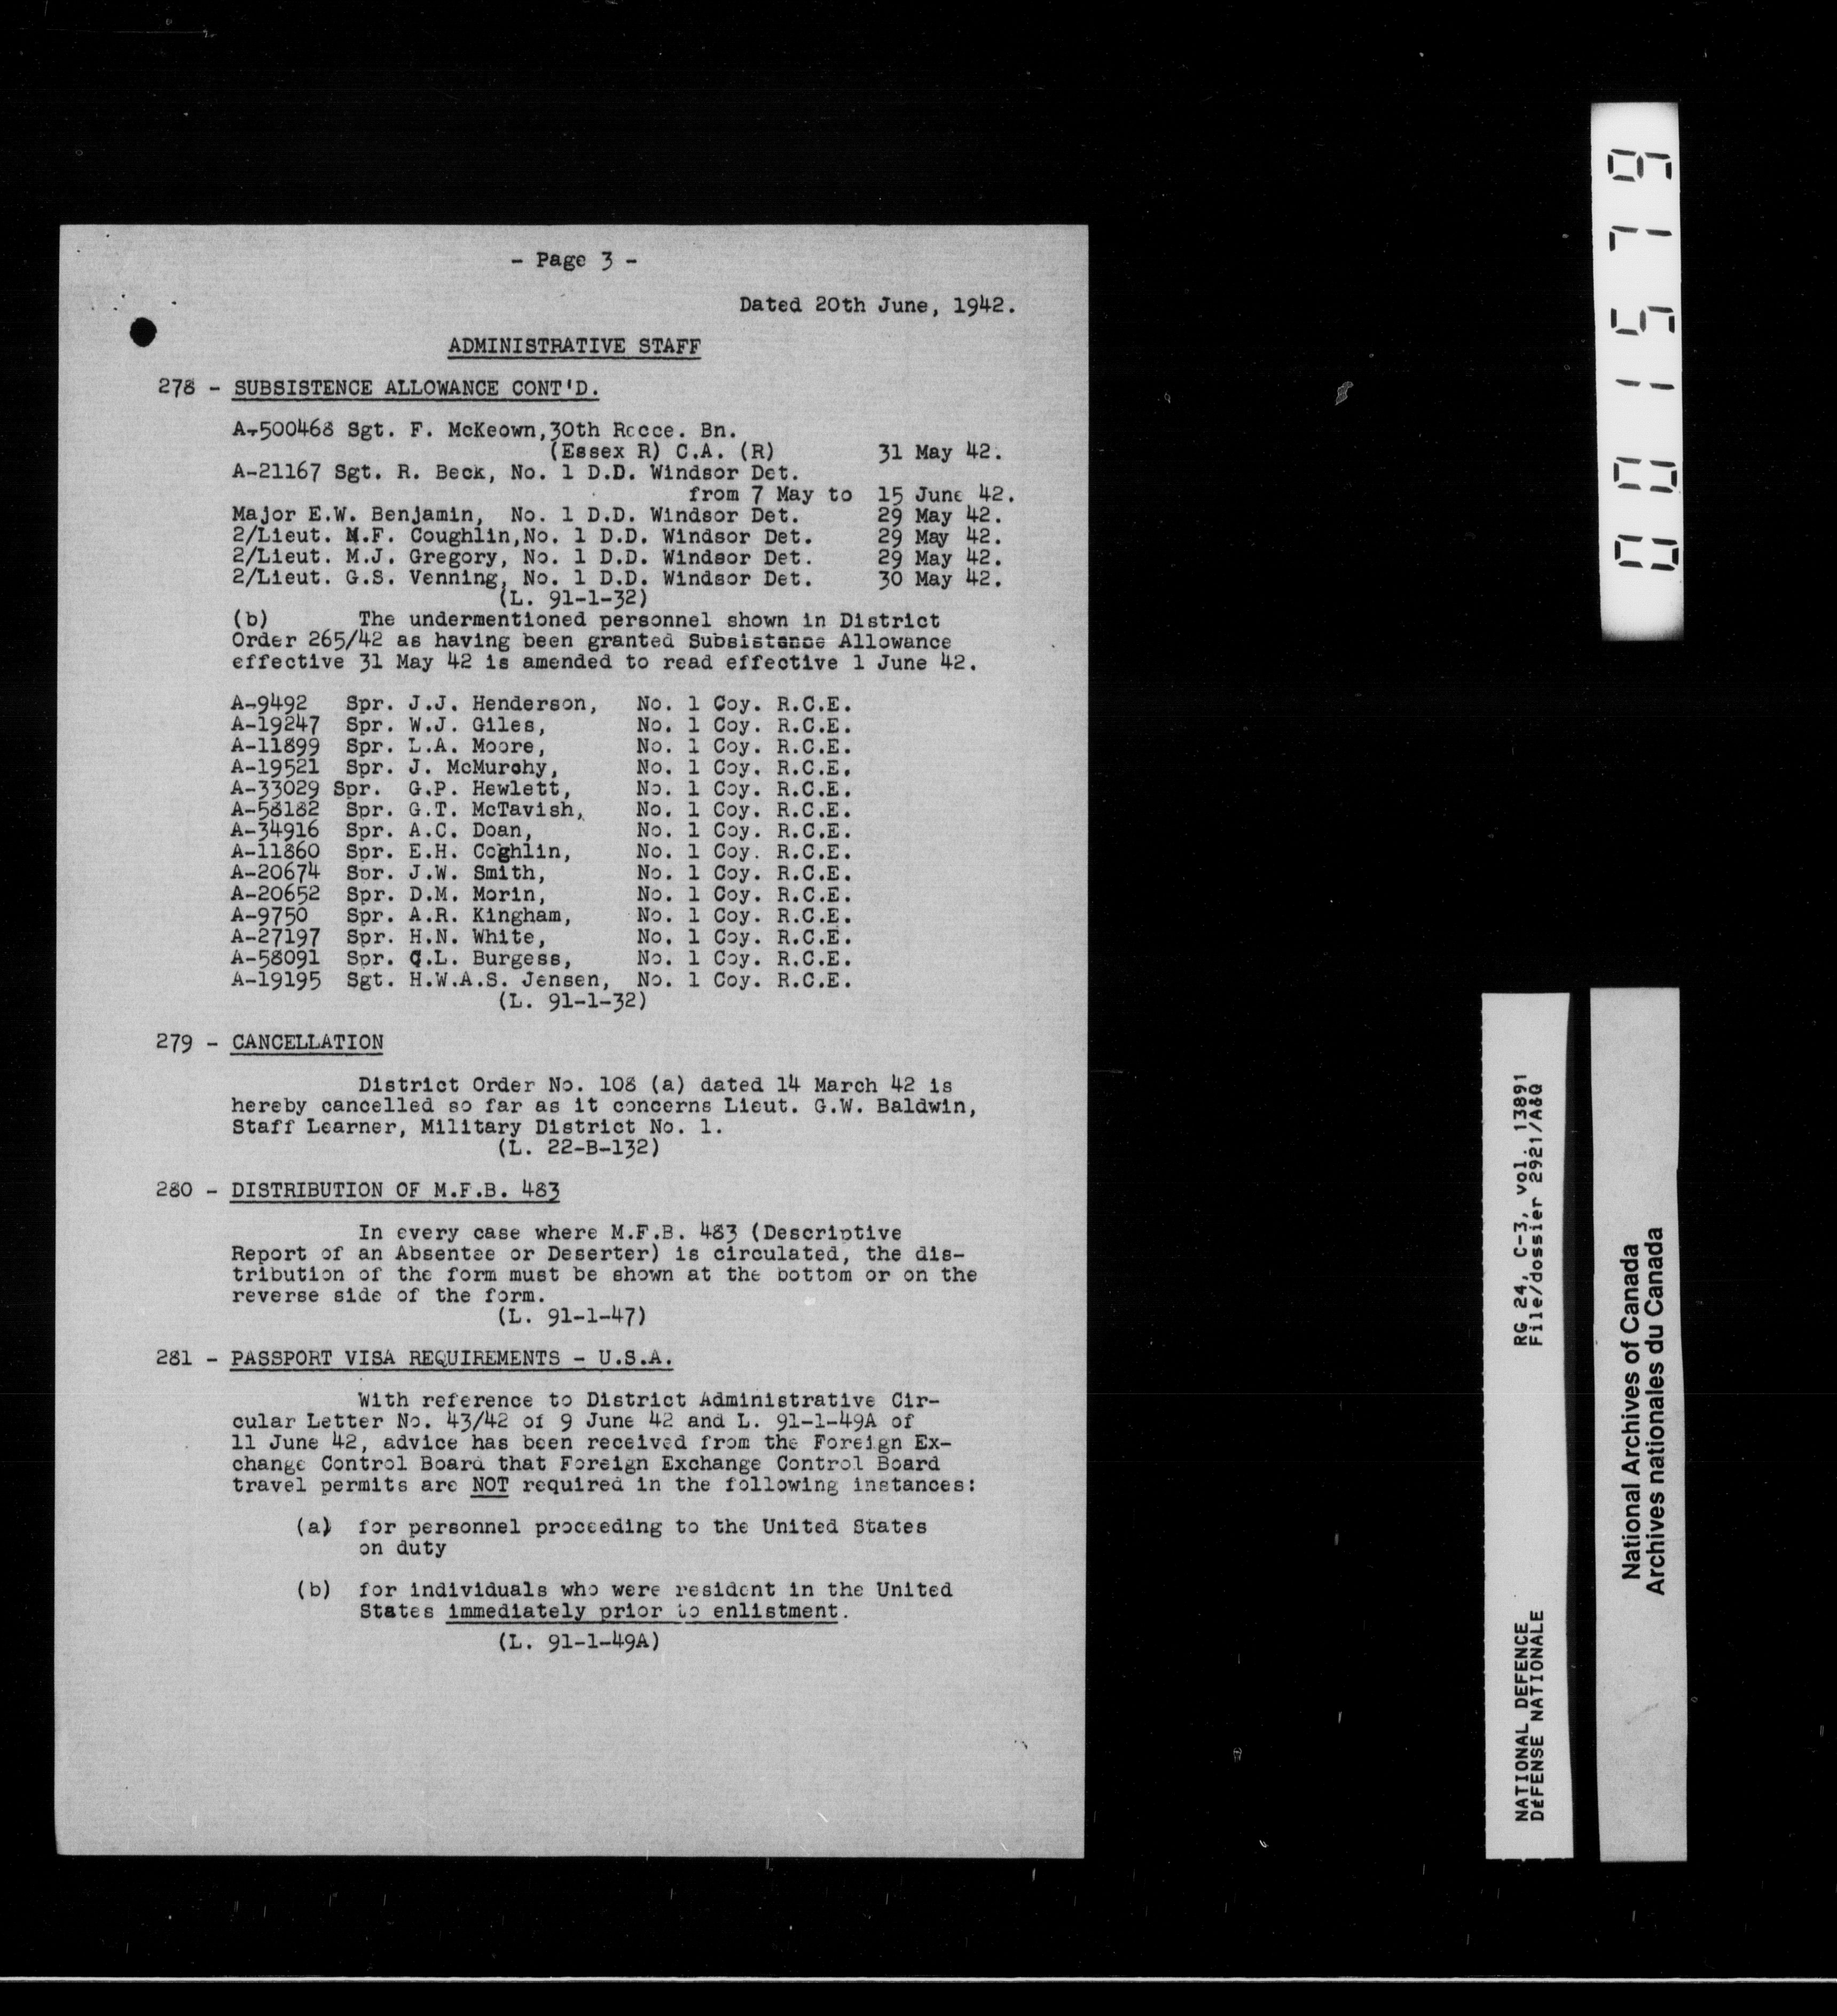 - Page 3 -
Dated 20th June, 1942.
ADMINISTRATIVE STAFF
278 - SUBSISTENCE ALLOWANCE CONT'D.
A-500468 Sgt. F. McKeown,30th Recce. Bn.
(Essex R) C.A. (R) 31 May 42.
A-21167 Sgt. R. Beck, No. 1 D.D. Windsor Det.
from 7 May to 15 June 42.
Major E.W. Benjamin, No. 1 D.D. Windsor Det. 29 May 42.
2/Lieut. M.F. Coughlin,No. 1 D.D. Windsor Det. 29 May 42.
2/Lieut. M.J. Gregory, No. 1 D.D. Windsor Det. 29 May 42.
2/Lieut. G.S. Venning, No. 1 D.D. Windsor Det. 30 May 42.
(L. 91-1-32)
(b) The undermentioned personnel shown in District
Order 265/42 as having been granted Subsistence Allowance
effective 31 May 42 is amended to read effective 1 June 42.
A-9492 Spr. J.J. Henderson, No. 1 Coy. R.C.E.
A-19247 Spr. W.J. Giles, No. 1 Coy. R.C.E.
A-11899 Spr. L.A. Moore, No. 1 Coy. R.C.E.
A-19521 Spr. J. McMurchy, No. 1 Coy. R.C.E.
A-33029 Spr. G.P. Hewlett, No. 1 Coy. R.C.E.
A-58182 Spr. G.T. McTavish, No. 1 Coy. R.C.E.
A-34916 Spr. A.C. Doan, No. 1 Coy. R.C.E.
A-11860 Spr. E.H. Coghlin, No. 1 Coy. R.C.E.
A-20674 Spr. J.W. Smith, No. 1 Coy. R.C.E.
A-20652 Spr. D.M. Morin, No. 1 Coy. R.C.E.
A-9750 Spr. A.R. Kingham, No. 1 Coy. R.C.E.
A-27197 Spr. H.N. White, No. 1 Coy. R.C.E.
A-58091 Spr. C.L. Burgess, No. 1 Coy. R.C.E.
A-19195 Sgt. H.W.A.S. Jensen, No. 1 Coy. R.C.E.
(L. 91-1-32)
279 - CANCELLATION
District Order No. 108 (a) dated 14 March 42 is
hereby cancelled so far as it concerns Lieut. G.W. Baldwin,
Staff Learner, Military District No. 1.
(L. 22-B-132)
280 - DISTRIBUTION OF M.F.B. 483
In every case where M.F.B. 483 (Descriptive
Report of an Absentee or Deserter) is circulated, the dis-
tribution of the form must be shown at the bottom or on the
reverse side of the form.
(L. 91-1-47)
281 - PASSPORT VISA REQUIREMENTS - U.S.A.
With reference to District Administrative Cir-
cular Letter No. 43/42 of 9 June 42 and L. 91-1-49A of
11 June 42, advice has been received from the Foreign Ex-
change Control Board that Foreign Exchange Control Board
travel permits are NOT required in the following instances:
(a) for personnel proceeding to the United States
on duty
(b) for individuals who were resident in the United
States immediately prior to enlistment.
(L. 91-1-49A)
001579
NATIONAL DEFENCE RG 24, C-3, vol. 13891
DéFENSE NATIONALE File/dossier 2921/A&Q
National Archives of Canada
Archives nationales du Canada